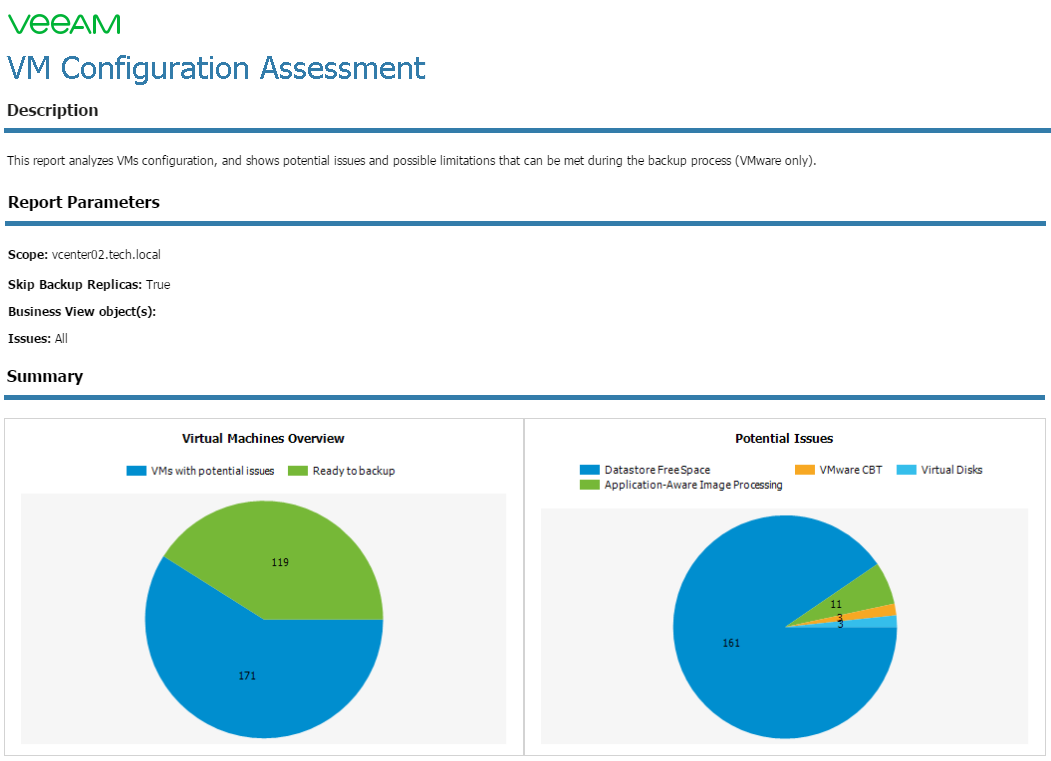 veeAM
VM Configuration Assessment
Description
This report analyzes VMs configuration, and shows potential issues and possible limitations that can be met during the backup process (VMware only).
Report Parameters
Scope: vcenter02.tech.local
Skip Backup Replicas: True
Business View object(s):
Issues: All
Summary
Virtual Machines Overview
VMs with potential issues
Ready to backup
119
171
Potential Issues
Datastore Free Space
VMware CBT
Virtual Disks
Application-Aware Image Processing
11
3
3
161